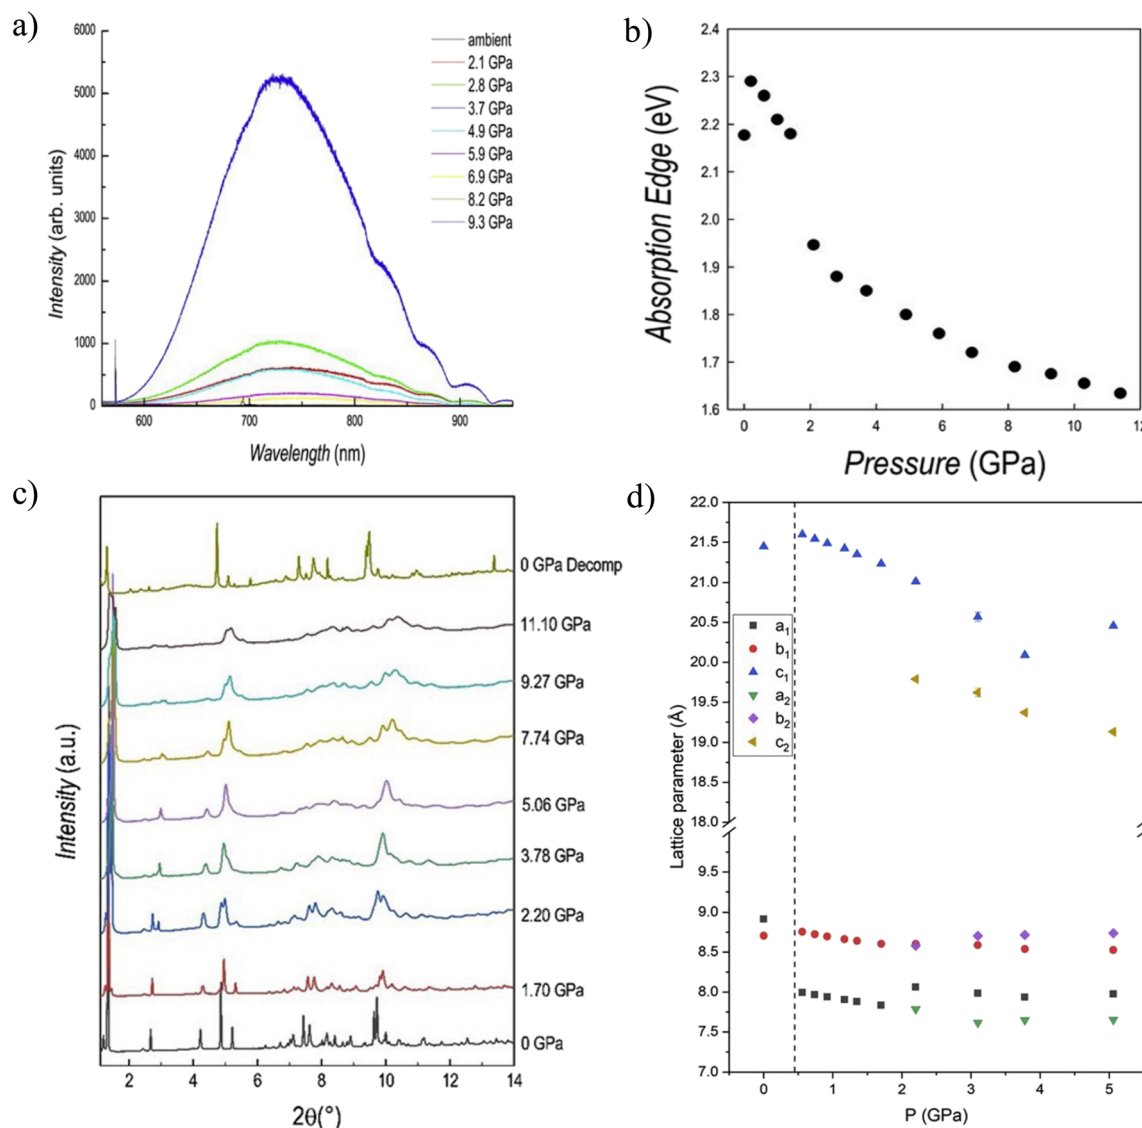 a)
6000
5000
4000
3000
2000
1000
0
Intensity (arb. units)
600
700
800
900
Wavelength (nm)
ambient
2.1 GPa
2.8 GPa
3.7 GPa
4.9 GPa
5.9 GPa
6.9 GPa
8.2 GPa
9.3 GPa
b)
2.4
2.3
2.2
2.1
2.0
1.9
1.8
1.7
1.6
Absorption Edge (eV)
0
2
4
6
8
10
12
Pressure (GPa)
c)
Intensity (a.u.)
0 GPa Decomp
11.10 GPa
9.27 GPa
7.74 GPa
5.06 GPa
3.78 GPa
2.20 GPa
1.70 GPa
0 GPa
2
4
6
8
10
12
14
2θ(°)
d)
22.0
21.5
21.0
20.5
20.0
19.5
19.0
18.5
18.0
9.5
9.0
8.5
8.0
7.5
7.0
Lattice parameter (Å)
a₁
b₁
c₁
a₂
b₂
c₂
0
1
2
3
4
5
P (GPa)